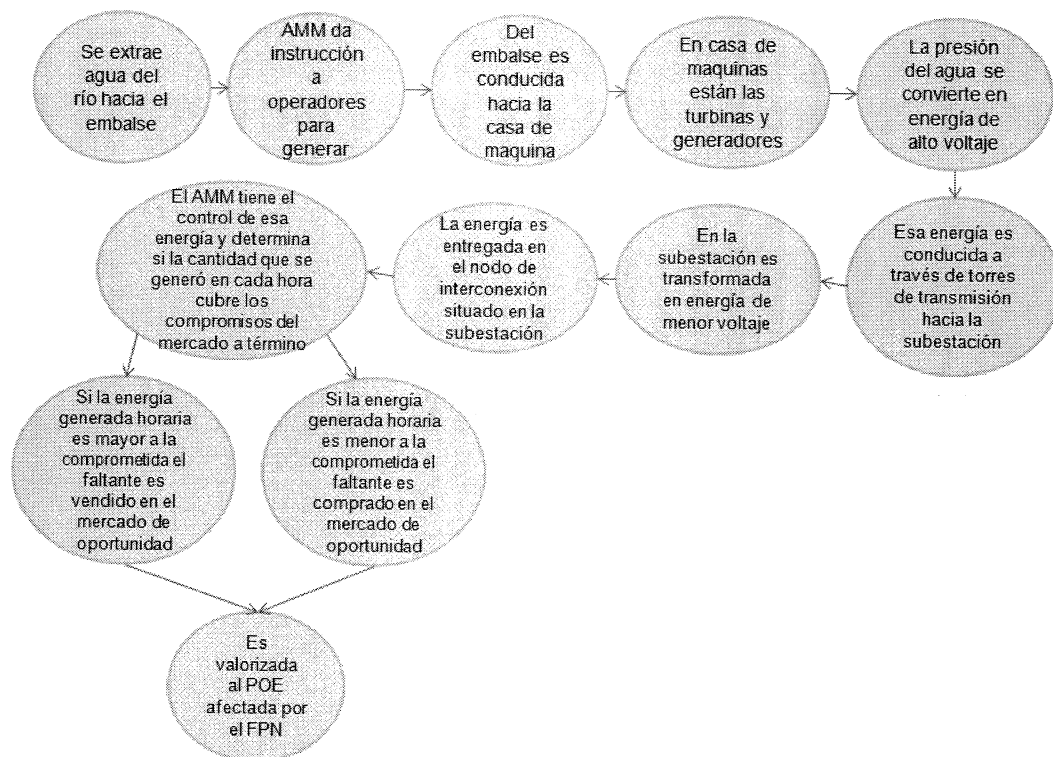 Se extrae
agua del
río hacia el
embalse
AMM da
instrucción
a
operadores
para
generar
Del
embalse es
conducida
hacia la
casa de
maquina
En casa de
maquinas
están las
turbinas y
generadores
La presión
del agua se
convierte en
energía de
alto voltaje
Esa energía es
conducida a
través de torres
de transmisión
hacia la
subestación
En la
subestación es
transformada
en energía de
menor voltaje
La energía es
entregada en
el nodo de
interconexión
situado en la
subestación
El AMM tiene el
control de esa
energía y determina
si la cantidad que se
generó en cada hora
cubre los
compromisos del
mercado a término
Si la energía
generada horaria
es mayor a la
comprometida el
faltante es
vendido en el
mercado de
oportunidad
Si la energía
generada horaria
es menor a la
comprometida el
faltante es
comprado en el
mercado de
oportunidad
Es
valorizada
al POE
afectada por
el FPN